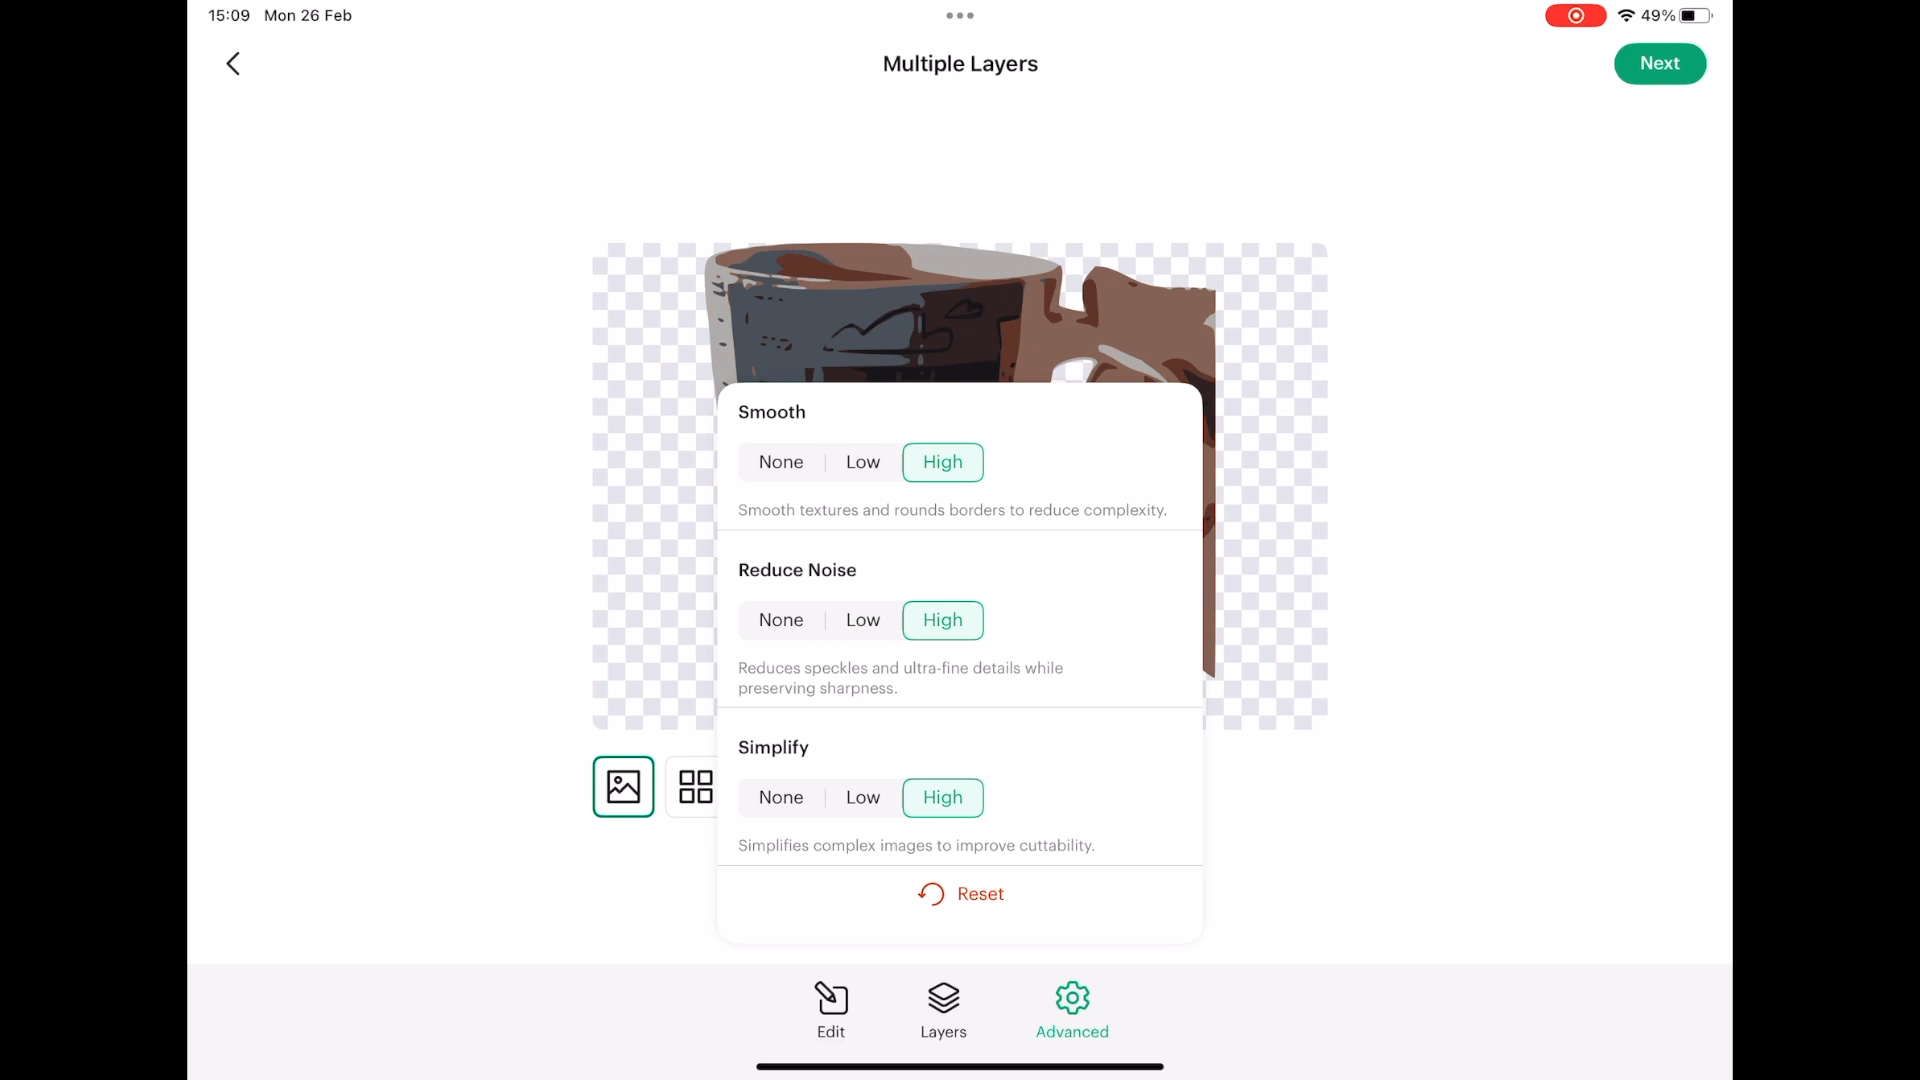 15:09 Mon 26 Feb
49%
Multiple Layers
Next
Smooth
None Low High
Smooth textures and rounds borders to reduce complexity.
Reduce Noise
None Low High
Reduces speckles and ultra-fine details while
preserving sharpness.
Simplify
None Low High
Simplifies complex images to improve cuttability.
Reset
Edit Layers Advanced